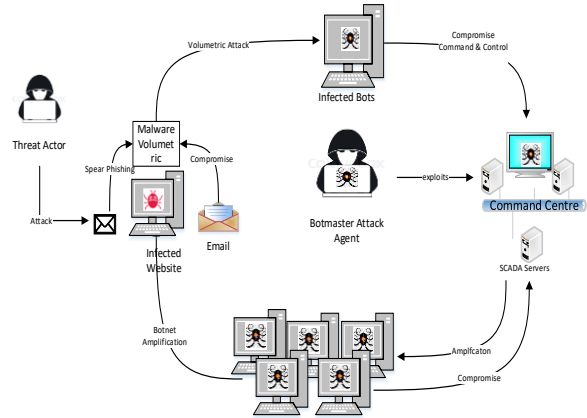 Volumetric Attack
Compromise
Command & Control
Infected Bots
Threat Actor
Malware
Volumet
ric
Spear Phishing
Compromise
Attack
Infected
Website
Email
Botmaster Attack
Agent
exploits
Command Centre
SCADA Servers
Botnet
Amplification
Amplfcaton
Compromise